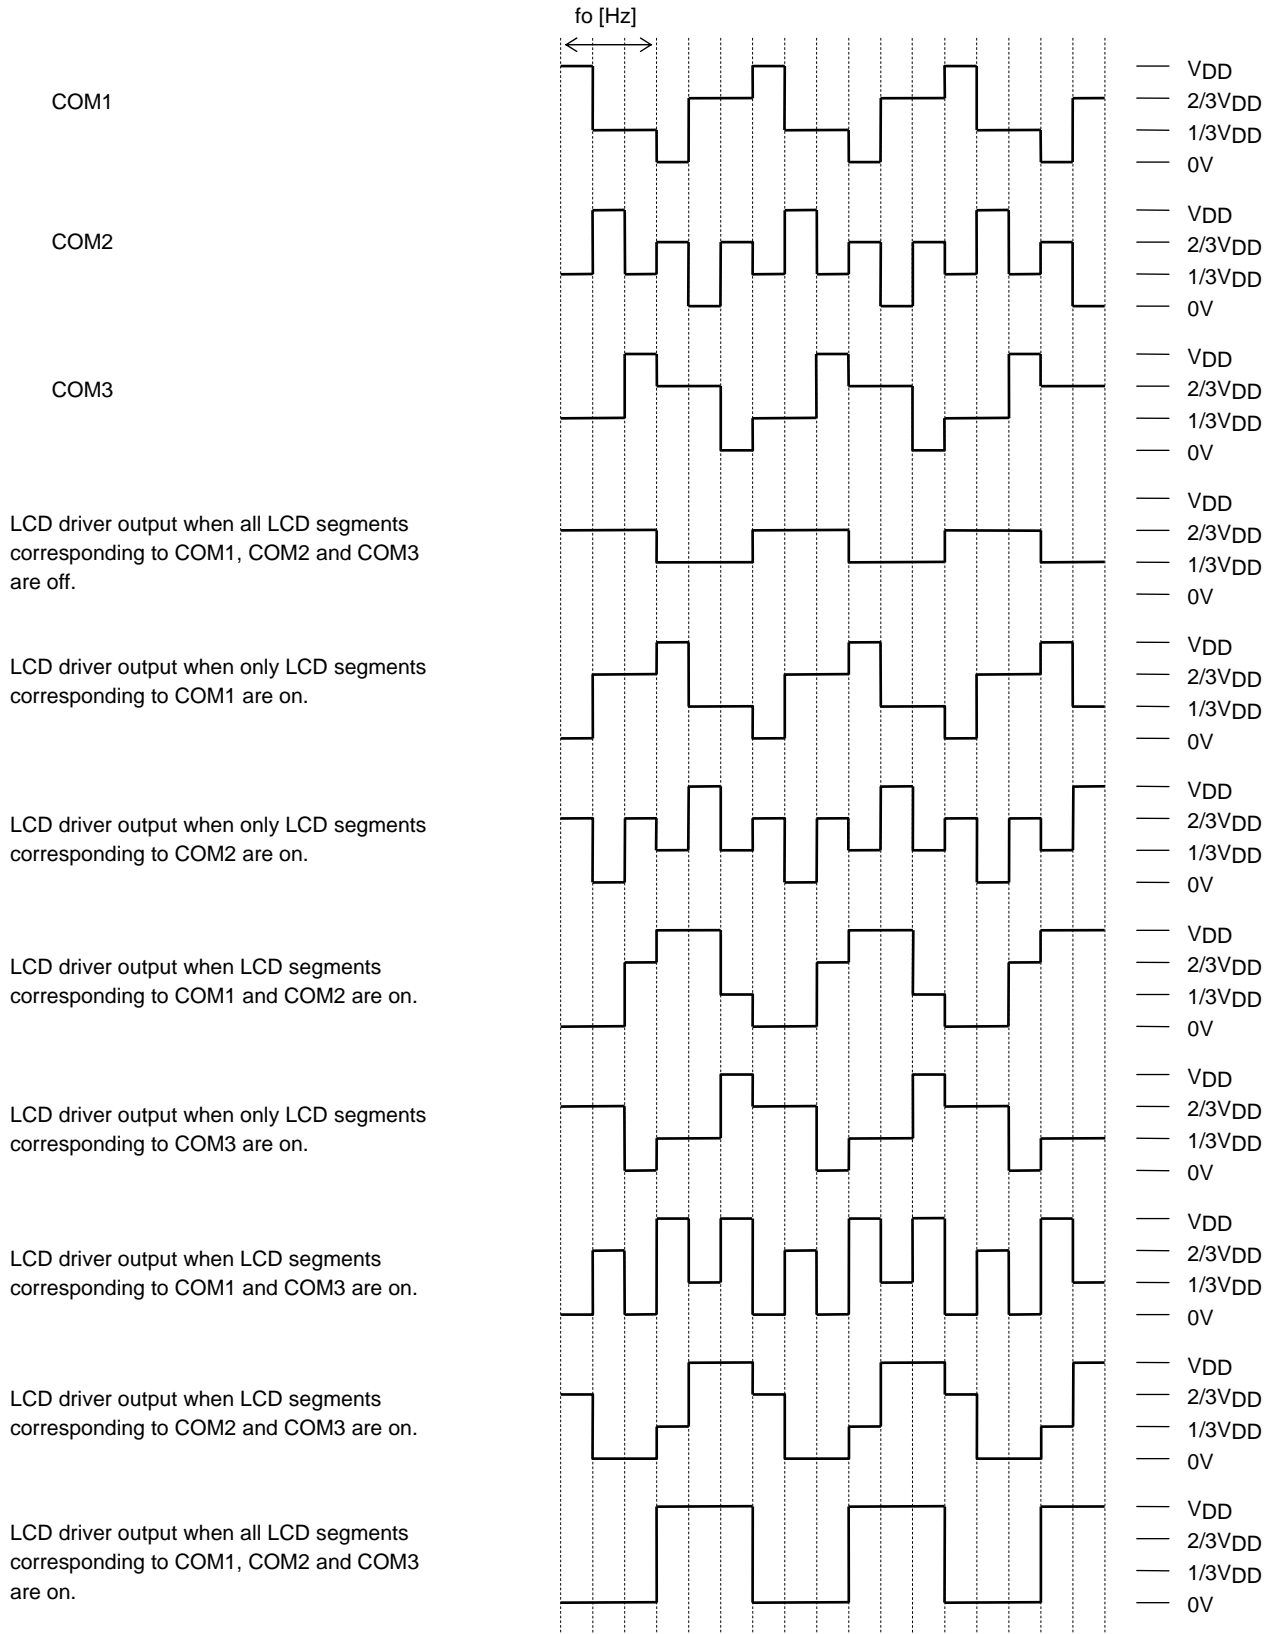 fo [Hz]
COM1
VDD
2/3VDD
1/3VDD
0V
COM2
VDD
2/3VDD
1/3VDD
0V
COM3
VDD
2/3VDD
1/3VDD
0V
LCD driver output when all LCD segments
corresponding to COM1, COM2 and COM3
are off.
VDD
2/3VDD
1/3VDD
0V
LCD driver output when only LCD segments
corresponding to COM1 are on.
VDD
2/3VDD
1/3VDD
0V
LCD driver output when only LCD segments
corresponding to COM2 are on.
VDD
2/3VDD
1/3VDD
0V
LCD driver output when LCD segments
corresponding to COM1 and COM2 are on.
VDD
2/3VDD
1/3VDD
0V
LCD driver output when only LCD segments
corresponding to COM3 are on.
VDD
2/3VDD
1/3VDD
0V
LCD driver output when LCD segments
corresponding to COM1 and COM3 are on.
VDD
2/3VDD
1/3VDD
0V
LCD driver output when LCD segments
corresponding to COM2 and COM3 are on.
VDD
2/3VDD
1/3VDD
0V
LCD driver output when all LCD segments
corresponding to COM1, COM2 and COM3
are on.
VDD
2/3VDD
1/3VDD
0V